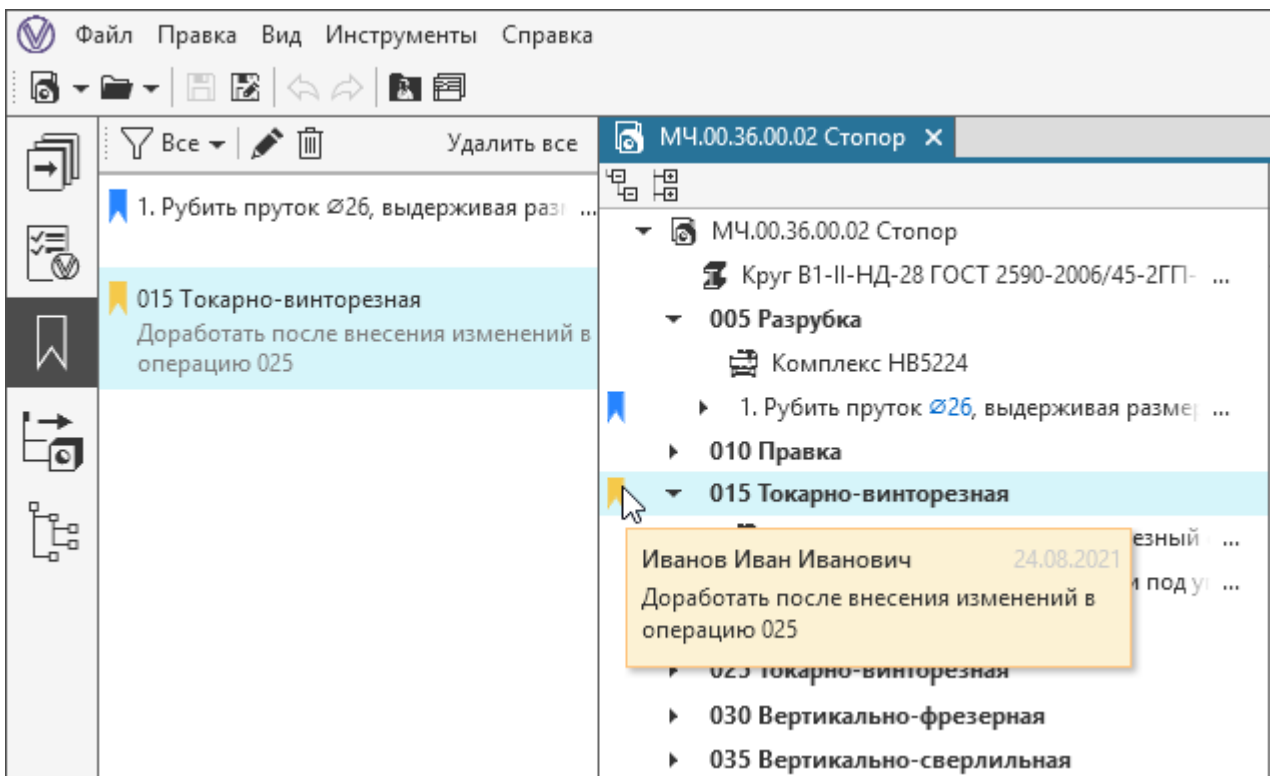 Файл Правка Вид Инструменты Справка
Все
Удалить все
1. Рубить пруток ⌀26, выдерживая раз ...
015 Токарно-винторезная
Доработать после внесения изменений в
операцию 025
МЧ.00.36.00.02 Стопор
МЧ.00.36.00.02 Стопор
Круг В1-II-НД-28 ГОСТ 2590-2006/45-2ГП- ...
005 Разрубка
Комплекс НВ5224
1. Рубить пруток ⌀26, выдерживая разме ...
010 Правка
015 Токарно-винторезная
езный ...
под у ...
Иванов Иван Иванович 24.08.2021
Доработать после внесения изменений в
операцию 025
025 Токарно-винторезная
030 Вертикально-фрезерная
035 Вертикально-сверлильная